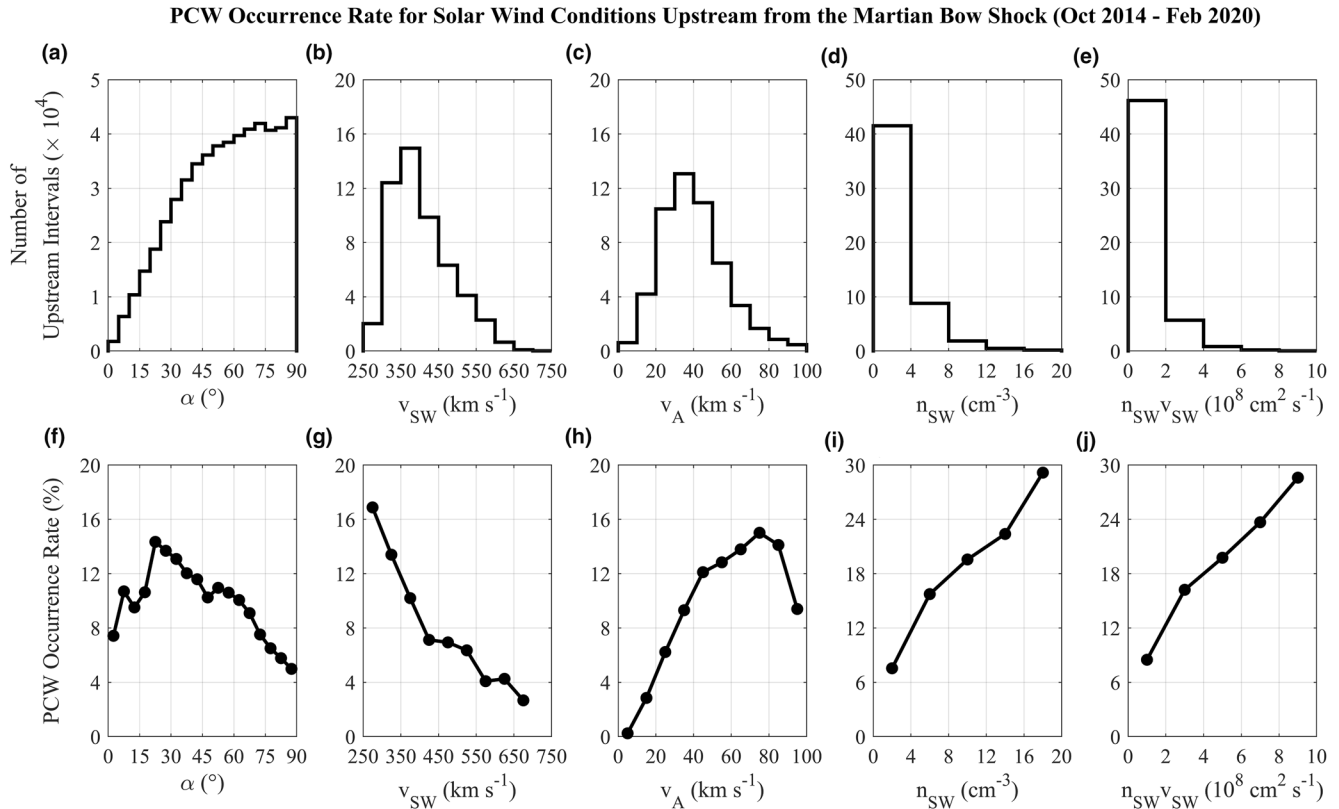 PCW Occurrence Rate for Solar Wind Conditions Upstream from the Martian Bow Shock (Oct 2014 - Feb 2020)
(a) (b) (c) (d) (e)
Number of
Upstream Intervals (× 10⁴)
5 4 3 2 1 0
0 15 30 45 60 75 90
α (°)
20 16 12 8 4 0
250 350 450 550 650 750
v_SW (km s⁻¹)
20 16 12 8 4 0
0 20 40 60 80 100
v_A (km s⁻¹)
50 40 30 20 10 0
0 4 8 12 16 20
n_SW (cm⁻³)
50 40 30 20 10 0
0 2 4 6 8 10
n_SW v_SW (10⁸ cm² s⁻¹)
(f) (g) (h) (i) (j)
PCW Occurrence Rate (%)
20 16 12 8 4 0
0 15 30 45 60 75 90
α (°)
20 16 12 8 4 0
250 350 450 550 650 750
v_SW (km s⁻¹)
20 16 12 8 4 0
0 20 40 60 80 100
v_A (km s⁻¹)
30 24 18 12 6 0
0 4 8 12 16 20
n_SW (cm⁻³)
30 24 18 12 6 0
0 2 4 6 8 10
n_SW v_SW (10⁸ cm² s⁻¹)